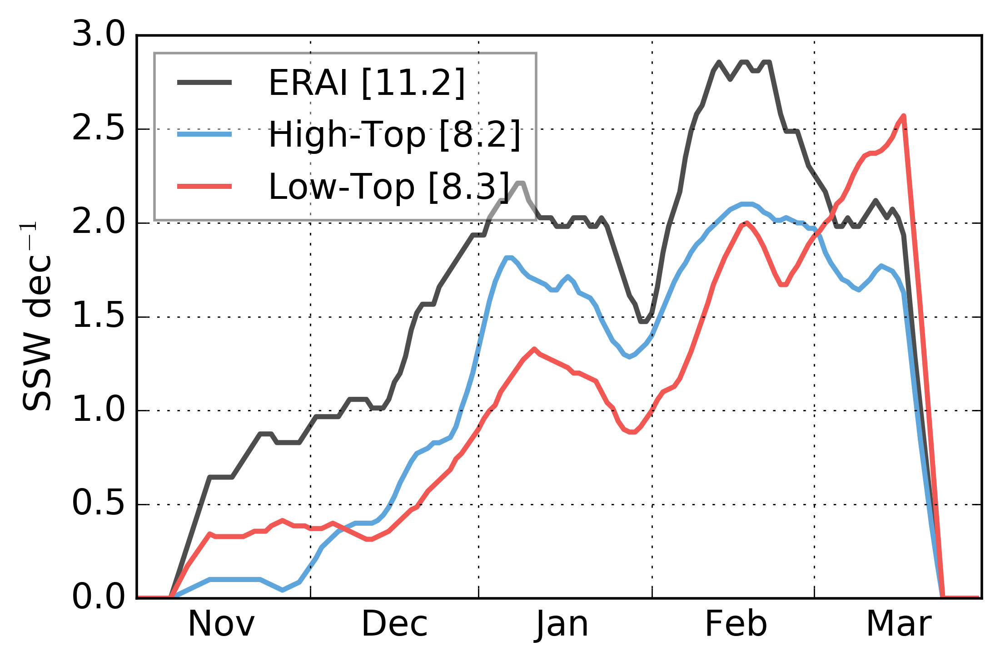 3.0
2.5
2.0
1.5
1.0
0.5
0.0
SSW dec⁻¹
ERAI [11.2]
High-Top [8.2]
Low-Top [8.3]
Nov Dec Jan Feb Mar